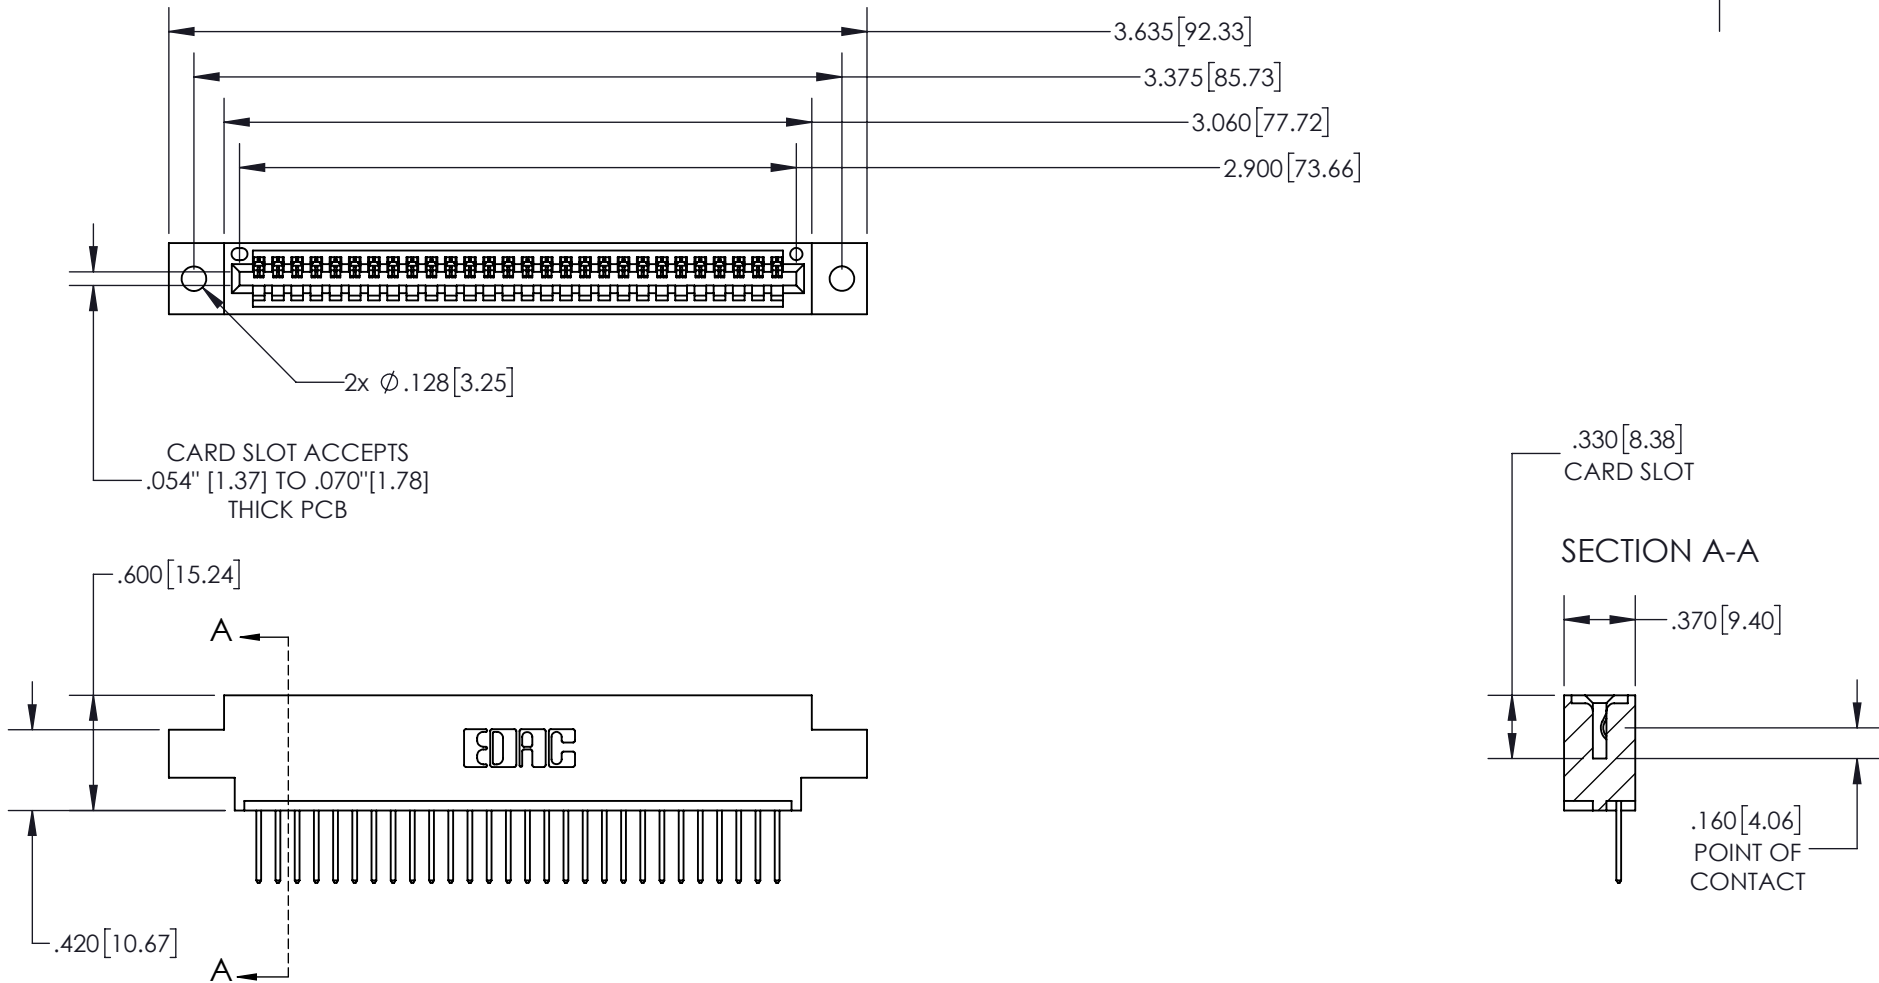 3.635[92.33]
3.375[85.73]
3.060[77.72]
2.900[73.66]
2x ∅.128[3.25]
CARD SLOT ACCEPTS
.054" [1.37] TO .070"[1.78]
THICK PCB
.330[8.38]
CARD SLOT
SECTION A-A
.600[15.24]
.370[9.40]
A
EDAC
.160[4.06]
POINT OF
CONTACT
.420[10.67]
A